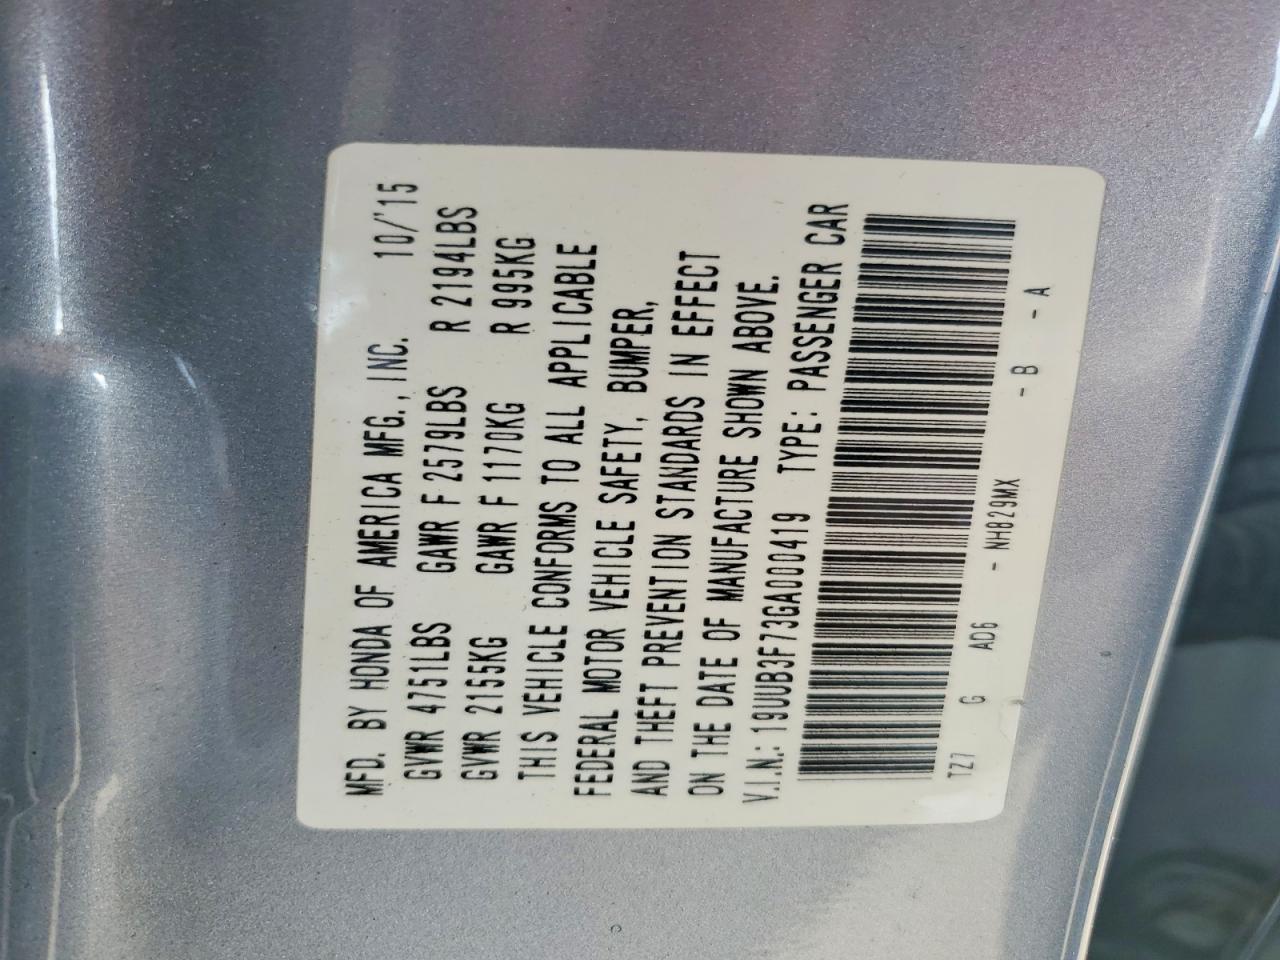 MFD. BY HONDA OF AMERICA MFG., INC. 10/'15
GVWR 4751LBS GAWR F 2579LBS R 2194LBS
GVWR 2155KG GAWR F 1170KG R 995KG
THIS VEHICLE CONFORMS TO ALL APPLICABLE
FEDERAL MOTOR VEHICLE SAFETY, BUMPER,
AND THEFT PREVENTION STANDARDS IN EFFECT
ON THE DATE OF MANUFACTURE SHOWN ABOVE.
V.I.N.: 19UUB3F73GA000419 TYPE: PASSENGER CAR
TZ7 G AD6 - NH829MX - B - A